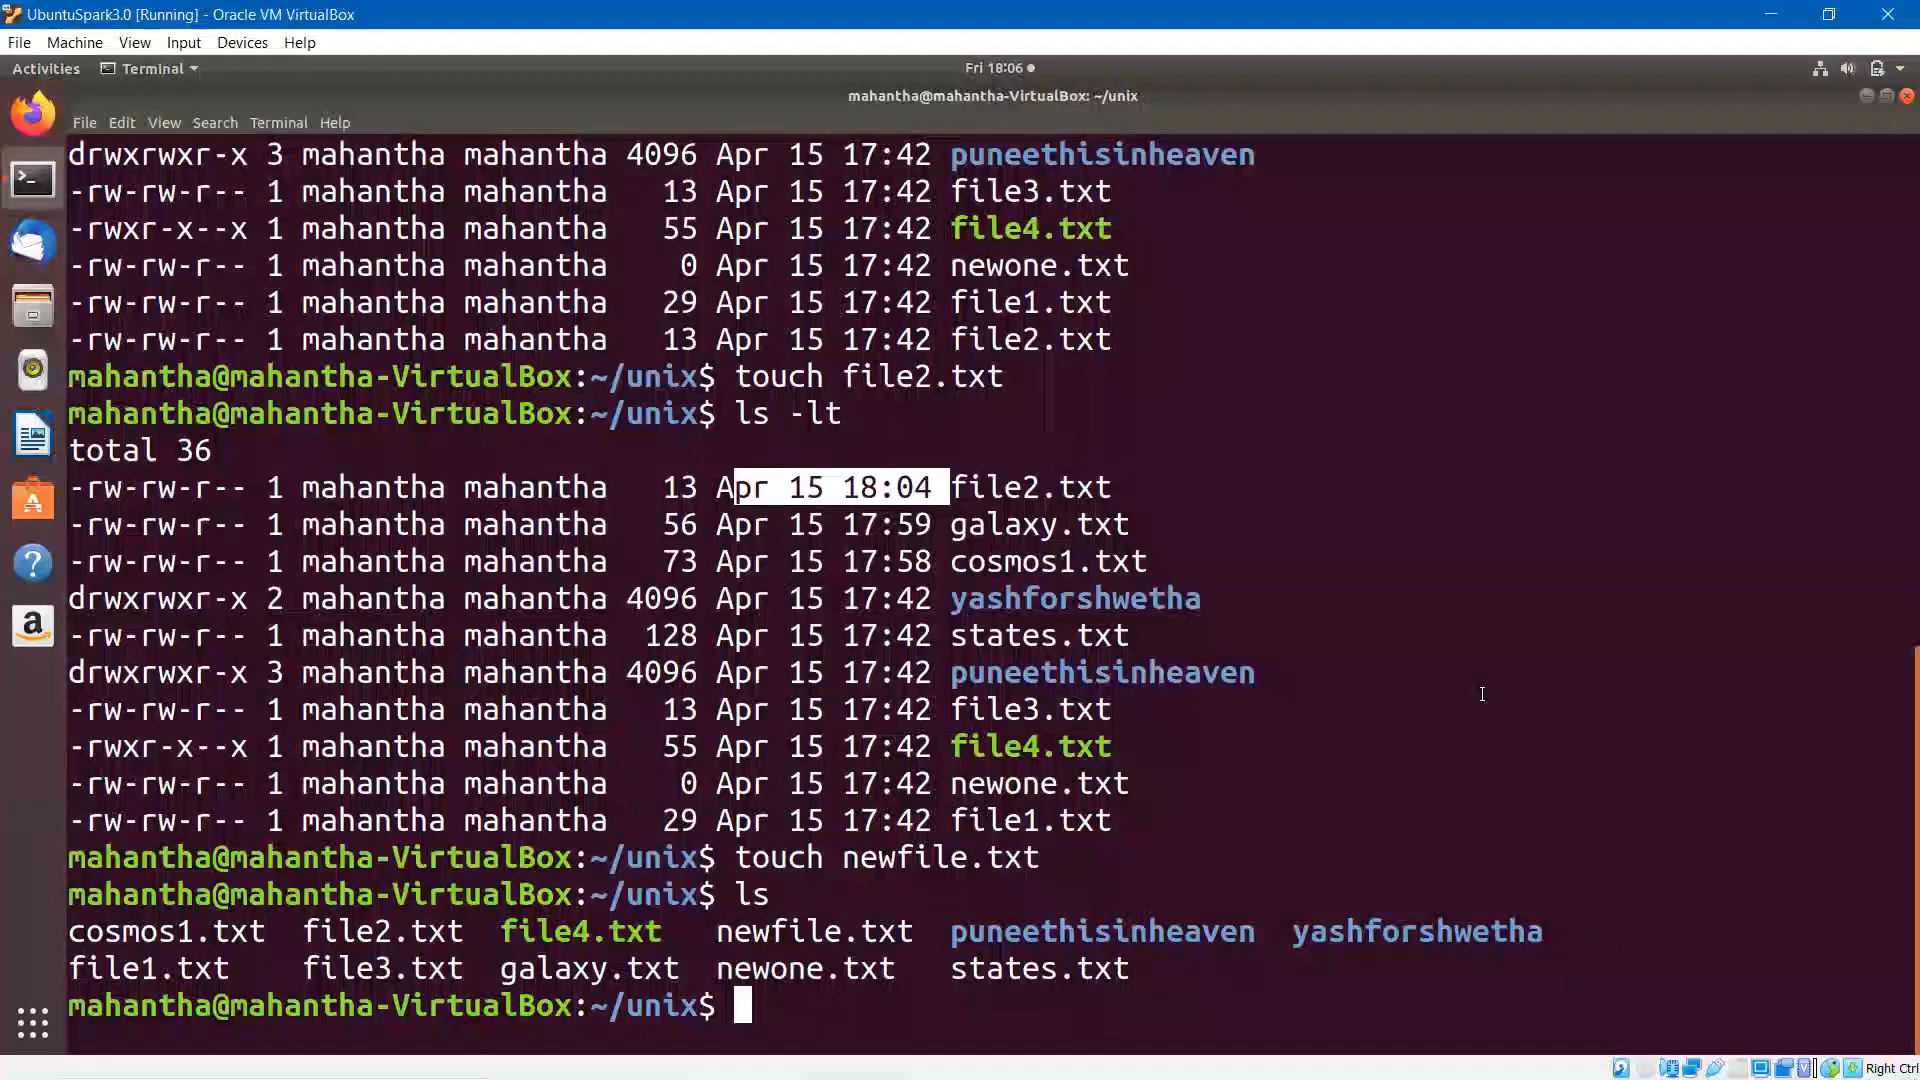 UbuntuSpark3.0 [Running] - Oracle VM VirtualBox
File Machine View Input Devices Help
Activities Terminal Fri 18:06
mahantha@mahantha-VirtualBox: ~/unix
File Edit View Search Terminal Help
drwxrwxr-x 3 mahantha mahantha 4096 Apr 15 17:42 puneethisinheaven
-rw-rw-r-- 1 mahantha mahantha   13 Apr 15 17:42 file3.txt
-rwxr-x--x 1 mahantha mahantha   55 Apr 15 17:42 file4.txt
-rw-rw-r-- 1 mahantha mahantha    0 Apr 15 17:42 newone.txt
-rw-rw-r-- 1 mahantha mahantha   29 Apr 15 17:42 file1.txt
-rw-rw-r-- 1 mahantha mahantha   13 Apr 15 17:42 file2.txt
mahantha@mahantha-VirtualBox:~/unix$ touch file2.txt
mahantha@mahantha-VirtualBox:~/unix$ ls -lt
total 36
-rw-rw-r-- 1 mahantha mahantha   13 Apr 15 18:04 file2.txt
-rw-rw-r-- 1 mahantha mahantha   56 Apr 15 17:59 galaxy.txt
-rw-rw-r-- 1 mahantha mahantha   73 Apr 15 17:58 cosmos1.txt
drwxrwxr-x 2 mahantha mahantha 4096 Apr 15 17:42 yashforshwetha
-rw-rw-r-- 1 mahantha mahantha  128 Apr 15 17:42 states.txt
drwxrwxr-x 3 mahantha mahantha 4096 Apr 15 17:42 puneethisinheaven
-rw-rw-r-- 1 mahantha mahantha   13 Apr 15 17:42 file3.txt
-rwxr-x--x 1 mahantha mahantha   55 Apr 15 17:42 file4.txt
-rw-rw-r-- 1 mahantha mahantha    0 Apr 15 17:42 newone.txt
-rw-rw-r-- 1 mahantha mahantha   29 Apr 15 17:42 file1.txt
mahantha@mahantha-VirtualBox:~/unix$ touch newfile.txt
mahantha@mahantha-VirtualBox:~/unix$ ls
cosmos1.txt  file2.txt  file4.txt   newfile.txt  puneethisinheaven  yashforshwetha
file1.txt    file3.txt  galaxy.txt  newone.txt   states.txt
mahantha@mahantha-VirtualBox:~/unix$
Right Ctrl